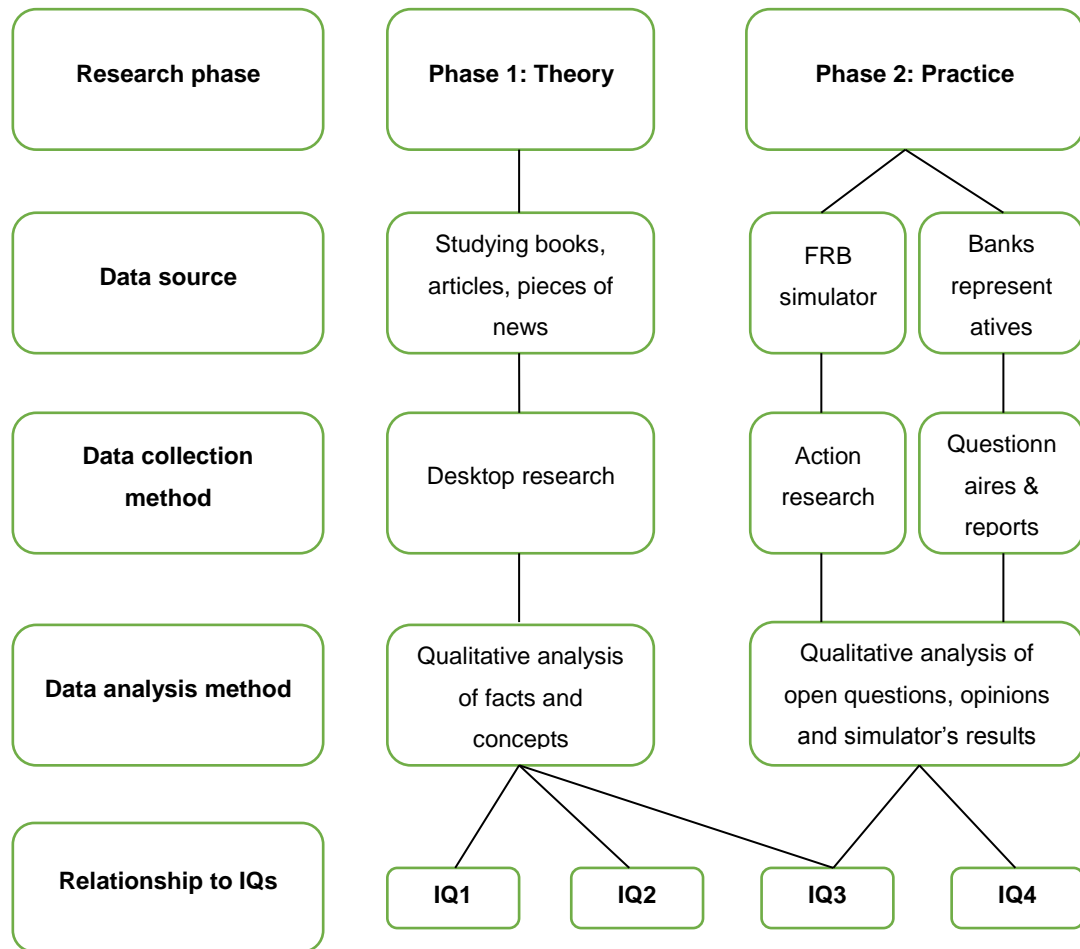 Research phase
Phase 1: Theory
Phase 2: Practice
Data source
Studying books,
articles, pieces of
news
FRB
simulator
Banks
represent
atives
Data collection
method
Desktop research
Action
research
Questionn
aires &
reports
Data analysis method
Qualitative analysis
of facts and
concepts
Qualitative analysis of
open questions, opinions
and simulator’s results
Relationship to IQs
IQ1
IQ2
IQ3
IQ4